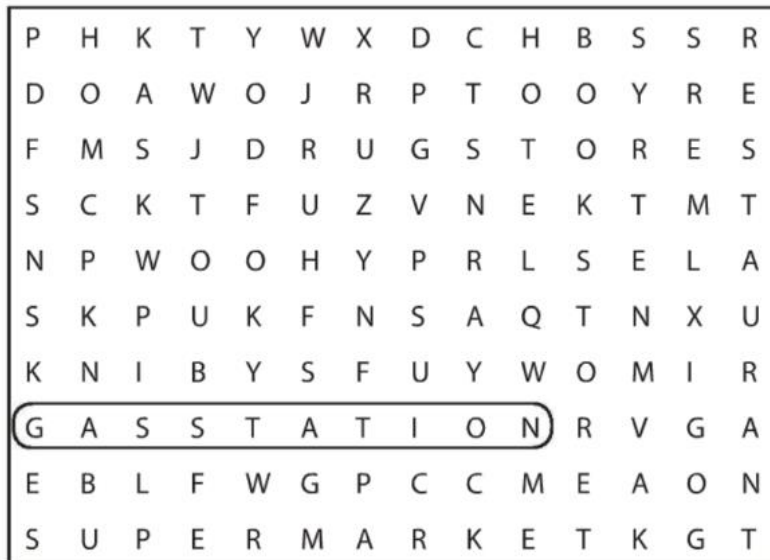 P H K T Y W X D C H B S S R
D O A W O J R P T O O Y R E
F M S J D R U G S T O R E S
S C K T F U Z V N E K T M T
N P W O O H Y P R L S E L A
S K P U K F N S A Q T N X U
K N I B Y S F U Y W O M I R
G A S S T A T I O N R V G A
E B L F W G P C C M E A O N
S U P E R M A R K E T K G T